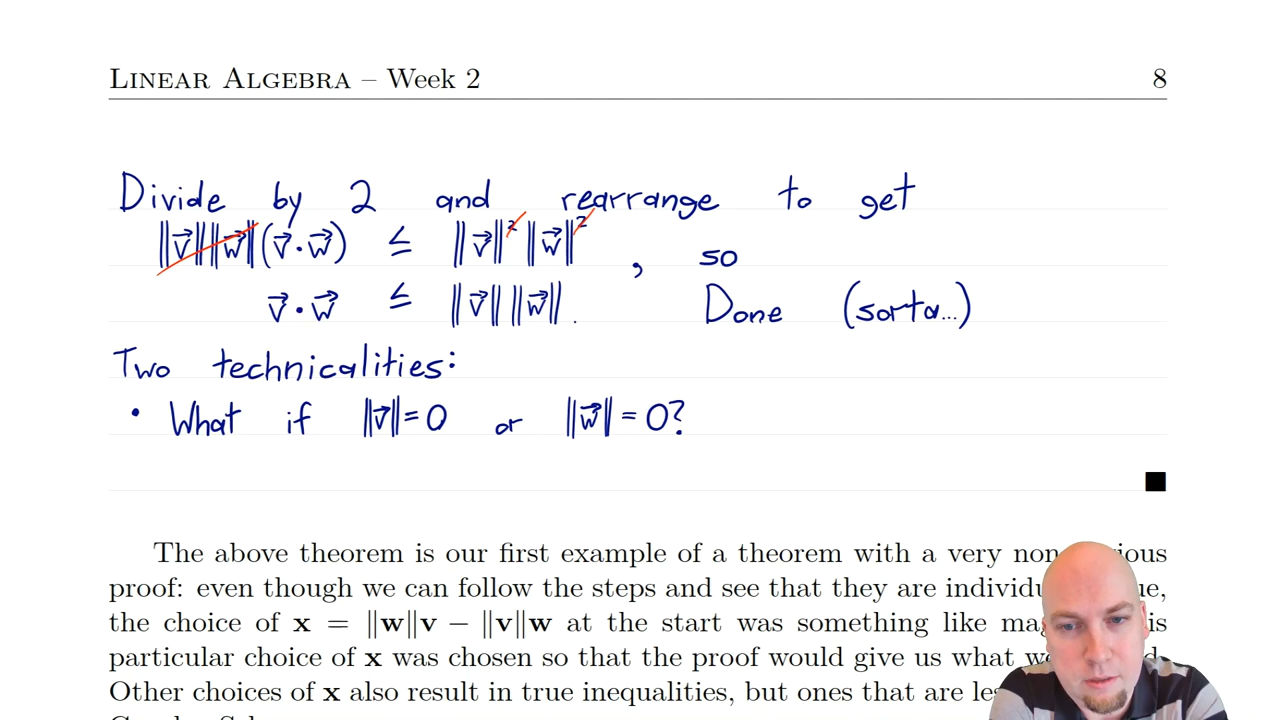 LINEAR ALGEBRA – Week 2 8
Divide by 2 and rearrange to get
‖v⃗‖‖w⃗‖(v⃗·w⃗) ≤ ‖v⃗‖²‖w⃗‖², so
v⃗·w⃗ ≤ ‖v⃗‖‖w⃗‖. Done (sorta...)
Two technicalities:
• What if ‖v⃗‖=0 or ‖w⃗‖=0?
■
The above theorem is our first example of a theorem with a very
proof: even though we can follow the steps and see that they are
the choice of x = ‖w‖v − ‖v‖w at the start was something like
particular choice of x was chosen so that the proof would give us what
Other choices of x also result in true inequalities, but ones that are